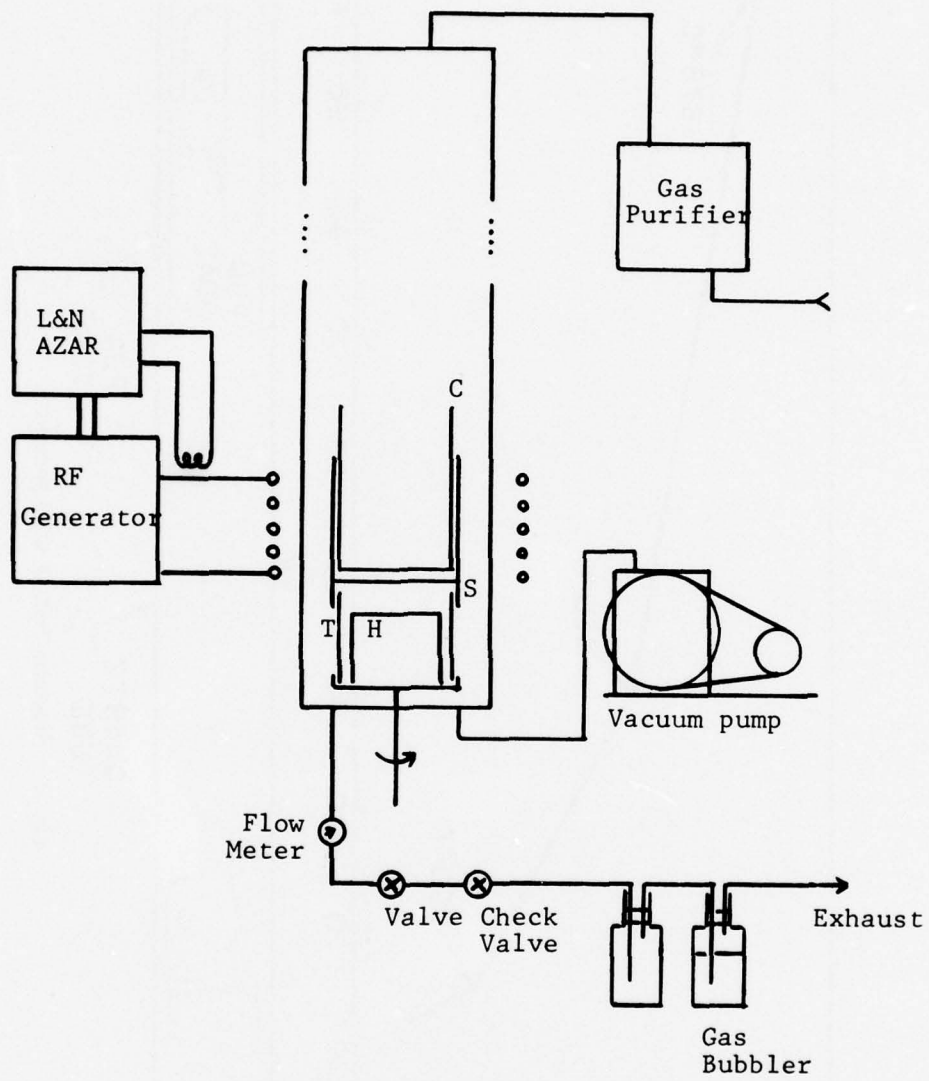 Gas
Purifier
L&N
AZAR
C
RF
Generator
S
T
H
Vacuum pump
Flow
Meter
Valve
Check
Valve
Exhaust
Gas
Bubbler